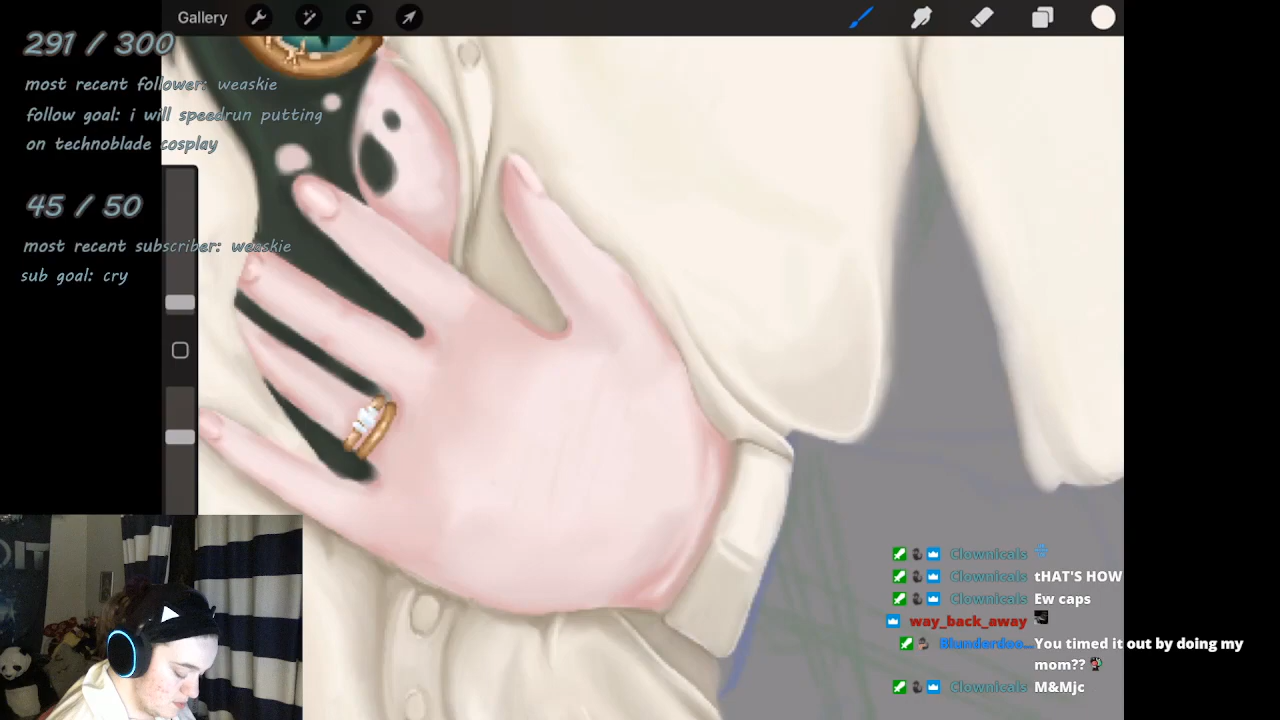 Gallery
291 / 300
most recent follower: weaskie
follow goal: i will speedrun putting
on technoblade cosplay
45 / 50
most recent subscriber: weaskie
sub goal: cry
Clownicals
Clownicals tHAT'S HOW
Clownicals Ew caps
way_back_away
Blunderdoo... You timed it out by doing my
mom??
Clownicals M&Mjc